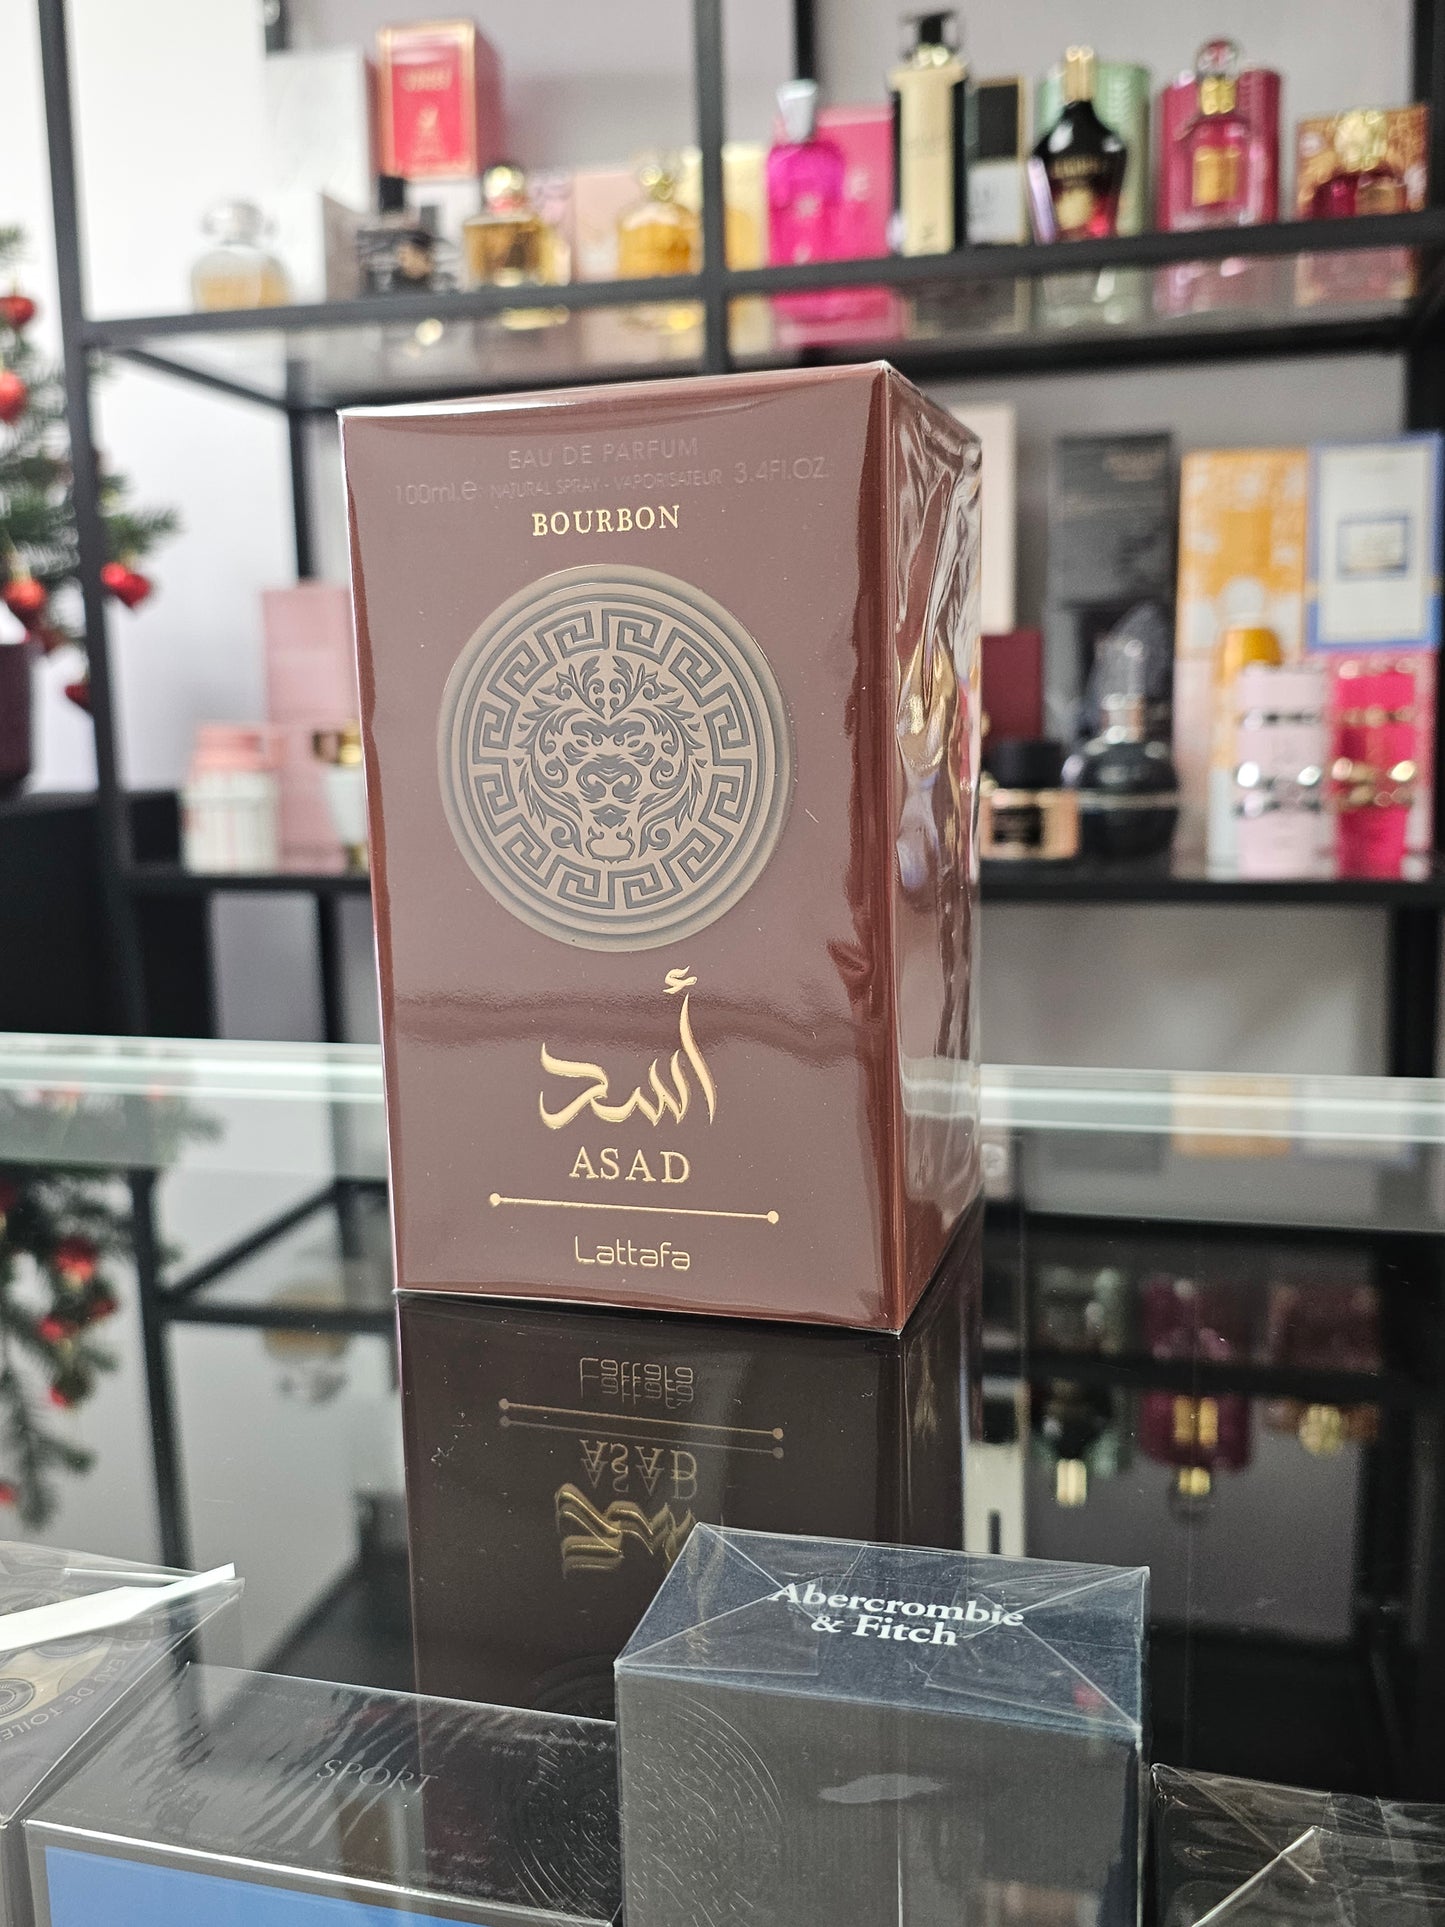 EAU DE PARFUM
100ml.e NATURAL SPRAY - VAPORISATEUR 3.4FL.OZ.
BOURBON
أسد
ASAD
Lattafa
Abercrombie
& Fitch
SPORT